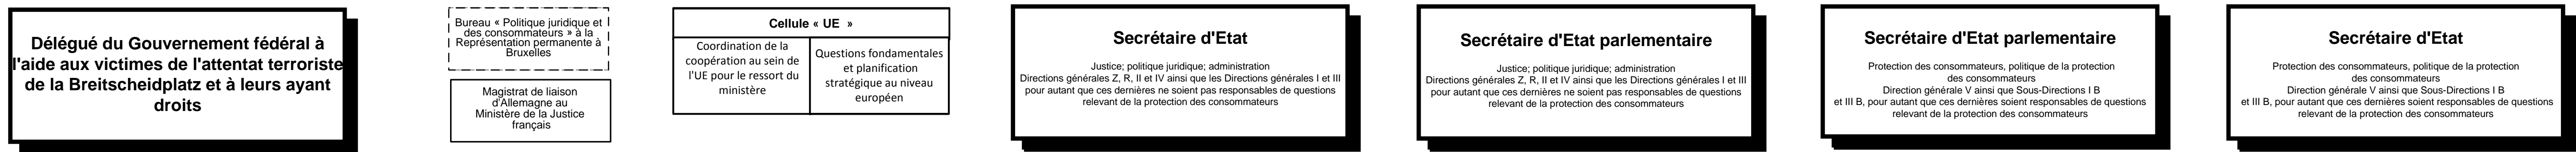 Délégué du Gouvernement fédéral à
l'aide aux victimes de l'attentat terroriste
de la Breitscheidplatz et à leurs ayant
droits
Bureau « Politique juridique et
des consommateurs » à la
Représentation permanente à
Bruxelles
Magistrat de liaison
d'Allemagne au
Ministère de la Justice
français
Cellule « UE »
Coordination de la
coopération au sein de
l'UE pour le ressort du
ministère
Questions fondamentales
et planification
stratégique au niveau
européen
Secrétaire d'Etat
Justice; politique juridique; administration
Directions générales Z, R, II et IV ainsi que les Directions générales I et III
pour autant que ces dernières ne soient pas responsables de questions
relevant de la protection des consommateurs
Secrétaire d'Etat parlementaire
Justice; politique juridique; administration
Directions générales Z, R, II et IV ainsi que les Directions générales I et III
pour autant que ces dernières ne soient pas responsables de questions
relevant de la protection des consommateurs
Secrétaire d'Etat parlementaire
Protection des consommateurs, politique de la protection
des consommateurs
Direction générale V ainsi que Sous-Directions I B
et III B, pour autant que ces dernières soient responsables de questions
relevant de la protection des consommateurs
Secrétaire d'Etat
Protection des consommateurs, politique de la protection
des consommateurs
Direction générale V ainsi que Sous-Directions I B
et III B, pour autant que ces dernières soient responsables de questions
relevant de la protection des consommateurs